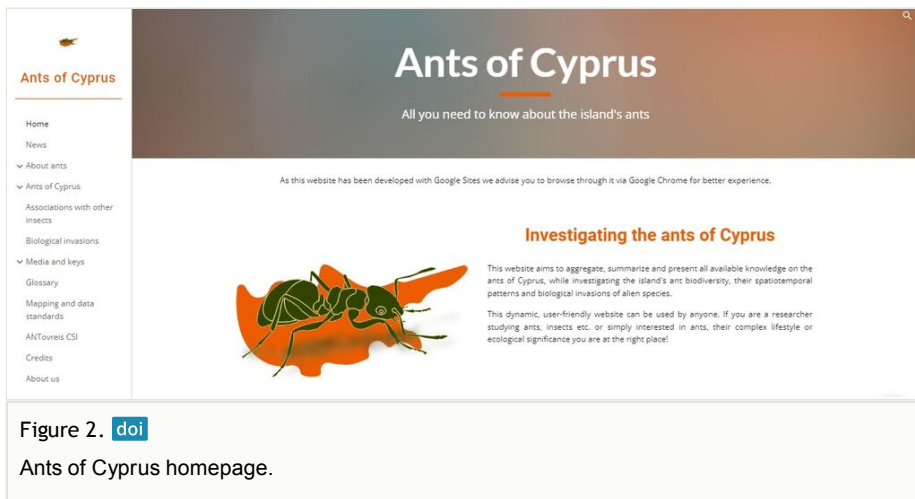 Ants of Cyprus
Home
News
About ants
Ants of Cyprus
Associations with other
insects
Biological invasions
Media and keys
Glossary
Mapping and data
standards
ANTovreis CSI
Credits
About us
Ants of Cyprus
All you need to know about the island's ants
As this website has been developed with Google Sites we advise you to browse through it via Google Chrome for better experience.
Investigating the ants of Cyprus
This website aims to aggregate, summarize and present all available knowledge on the
ants of Cyprus, while investigating the island's ant biodiversity, their spatiotemporal
patterns and biological invasions of alien species.
This dynamic, user-friendly website can be used by anyone. If you are a researcher
studying ants, insects etc. or simply interested in ants, their complex lifestyle or
ecological significance you are at the right place!
Figure 2. doi
Ants of Cyprus homepage.